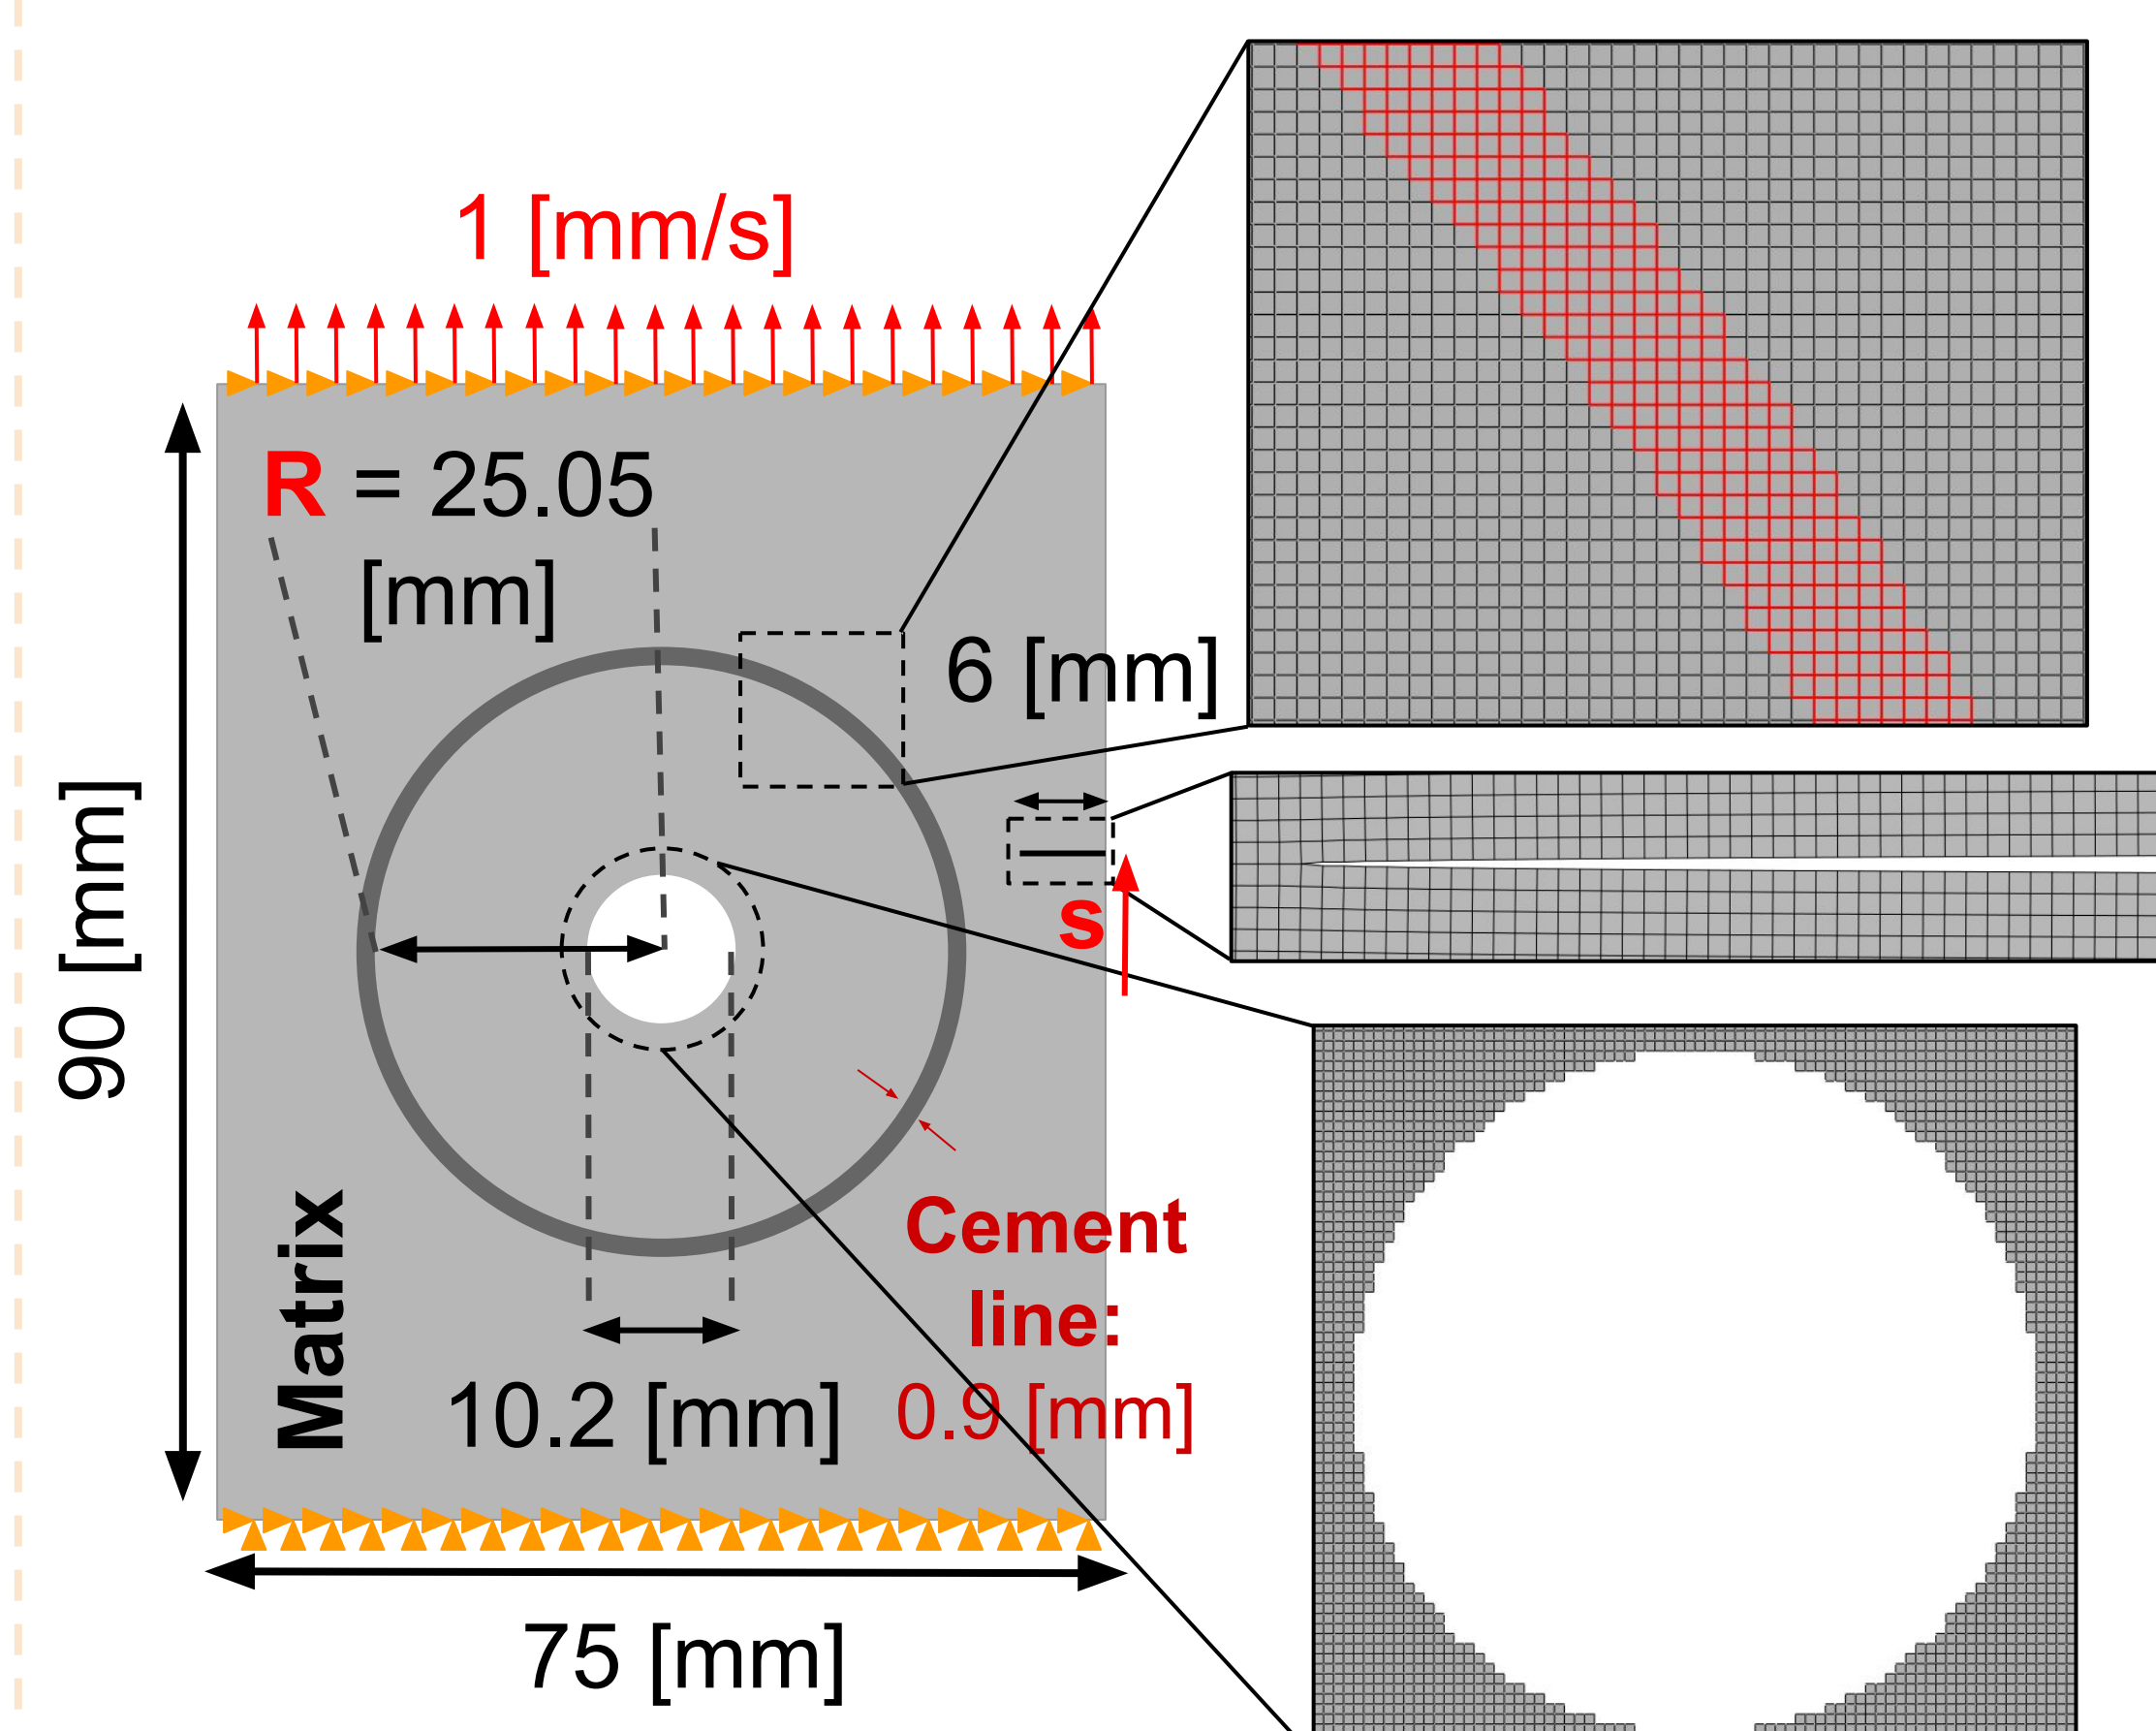 1 [mm/s]
R = 25.05
[mm]
6 [mm]
90 [mm]
s
Matrix
Cement
line:
0.9 [mm]
10.2 [mm]
75 [mm]